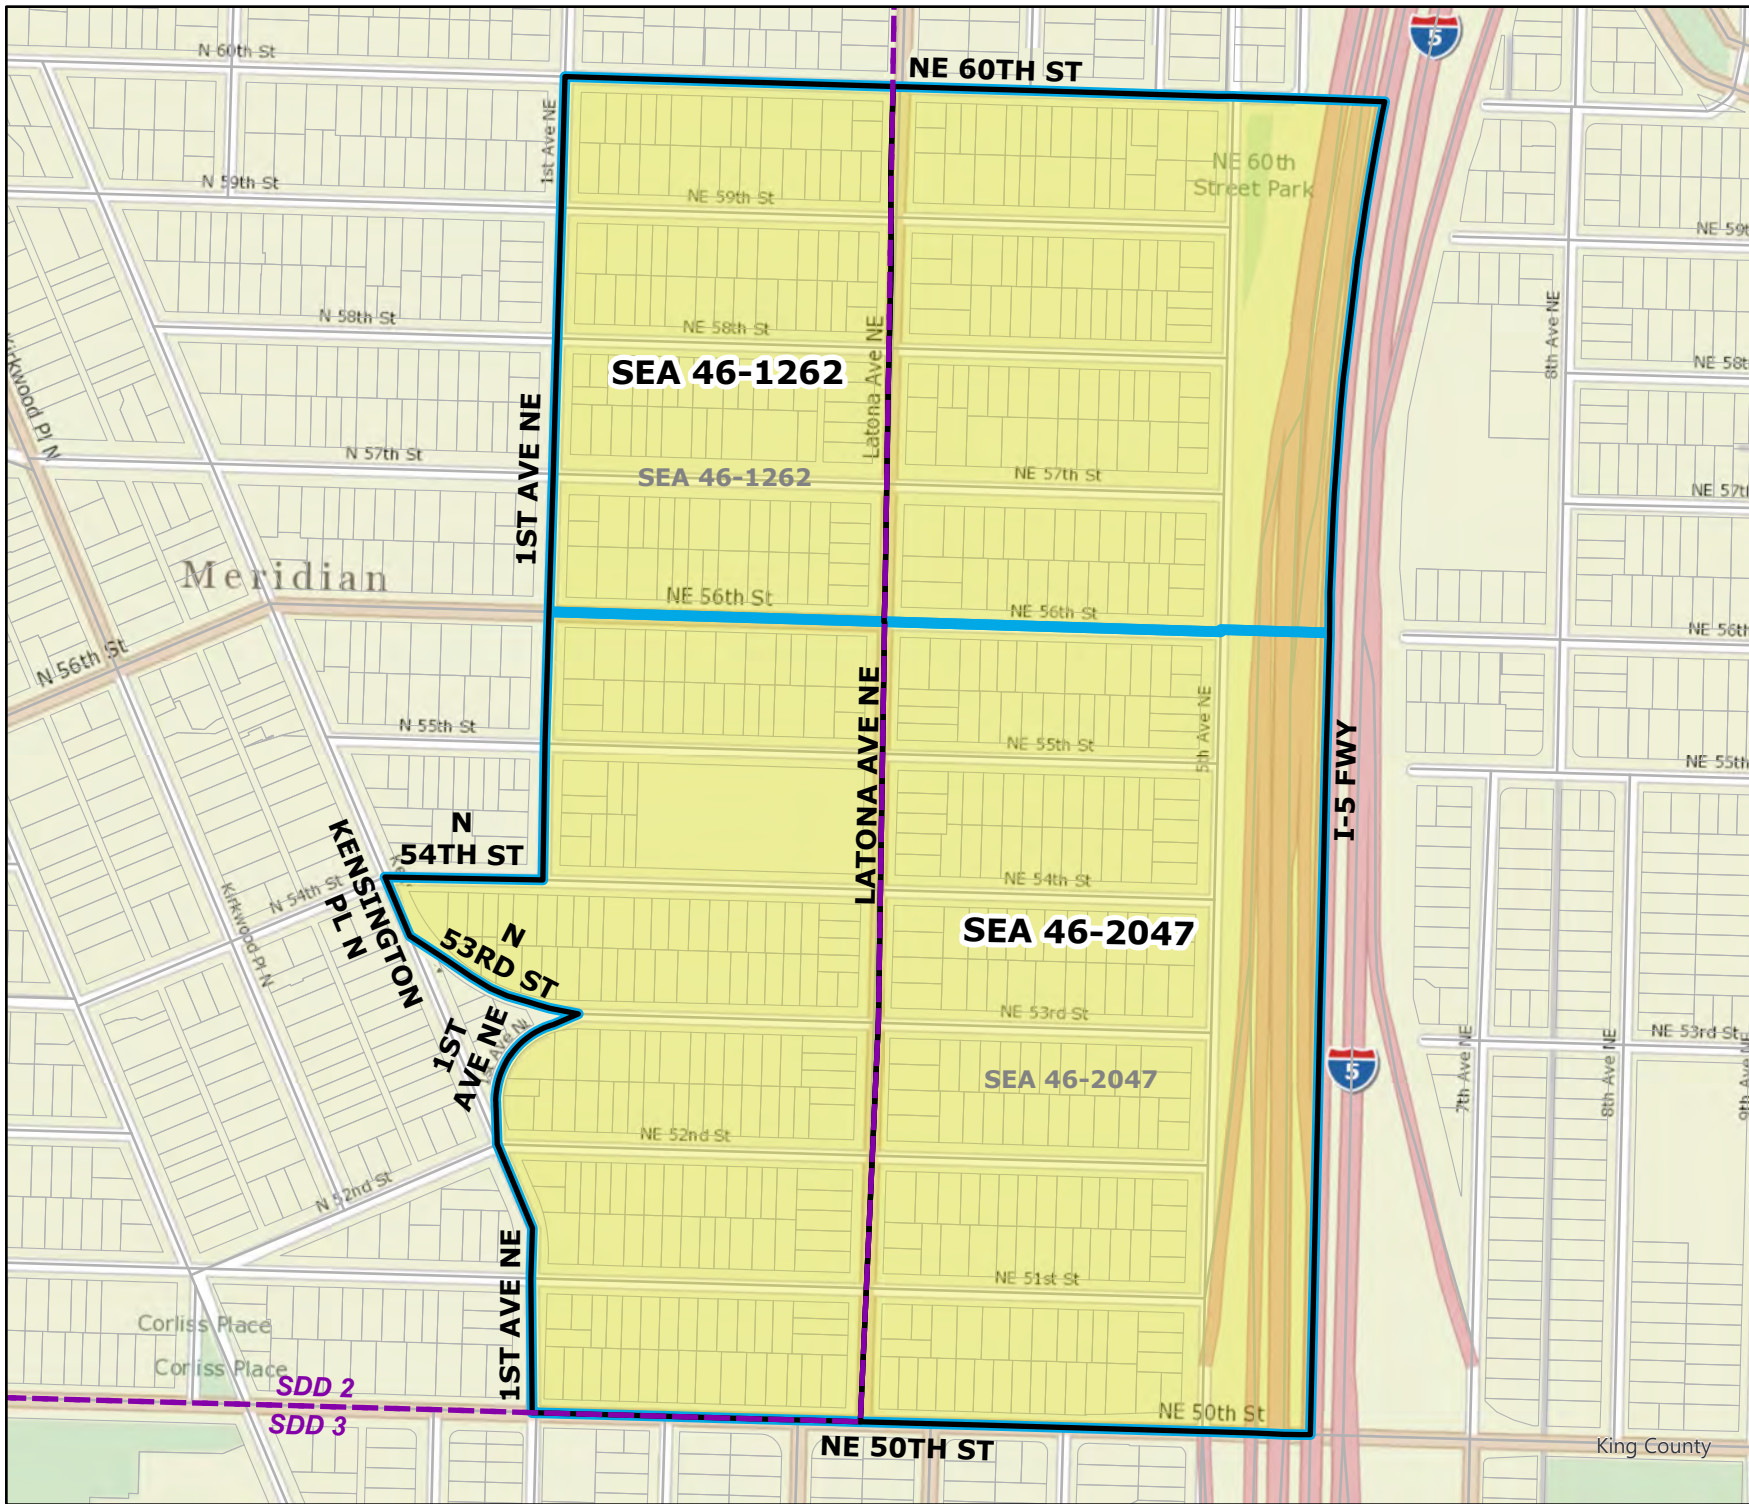 N 60th St
5
NE 60TH ST
1st Ave NE
NE 60th
Street Park
N 59th St
NE 59th St
NE 59t
N 58th St
NE 58th St
8th Ave NE
Latona Ave NE
SEA 46-1262
NE 58t
Kirkwood Pl N
1ST AVE NE
N 57th St
SEA 46-1262
NE 57th St
NE 57t
Meridian
NE 56th St
NE 56th St
NE 56th
N 56th St
N 55th St
LATONA AVE NE
NE 55th St
5th Ave NE
I-5 FWY
NE 55th
N
54TH ST
KENSINGTON
PL N
N 54th St
Kirkwood Pl N
NE 54th St
N
53RD ST
SEA 46-2047
NE 53rd St
NE 53rd St
1ST
AVE NE
SEA 46-2047
5
7th Ave NE
8th Ave NE
9th Ave NE
NE 52nd St
N 52nd St
1ST AVE NE
NE 51st St
Corliss Place
Corliss Place
SDD 2
SDD 3
NE 50th St
NE 50TH ST
King County